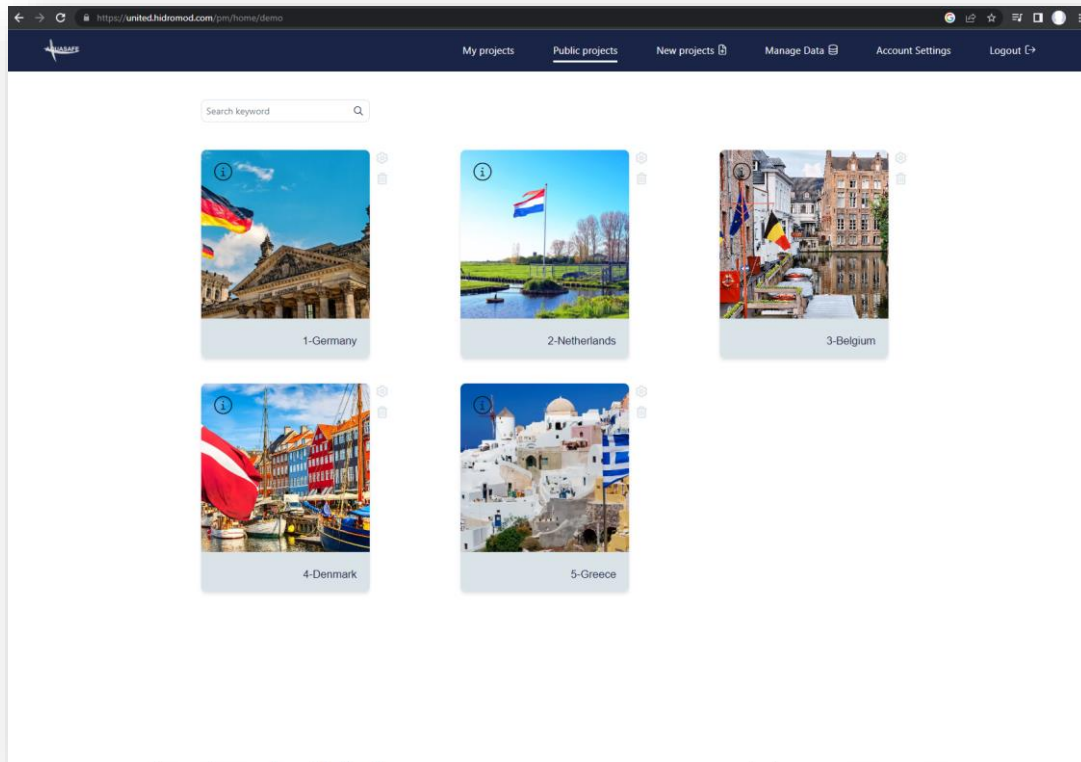 https://united.hidromod.com/pm/home/demo
AQUASAFE
My projects
Public projects
New projects
Manage Data
Account Settings
Logout
Search keyword
1-Germany
2-Netherlands
3-Belgium
4-Denmark
5-Greece